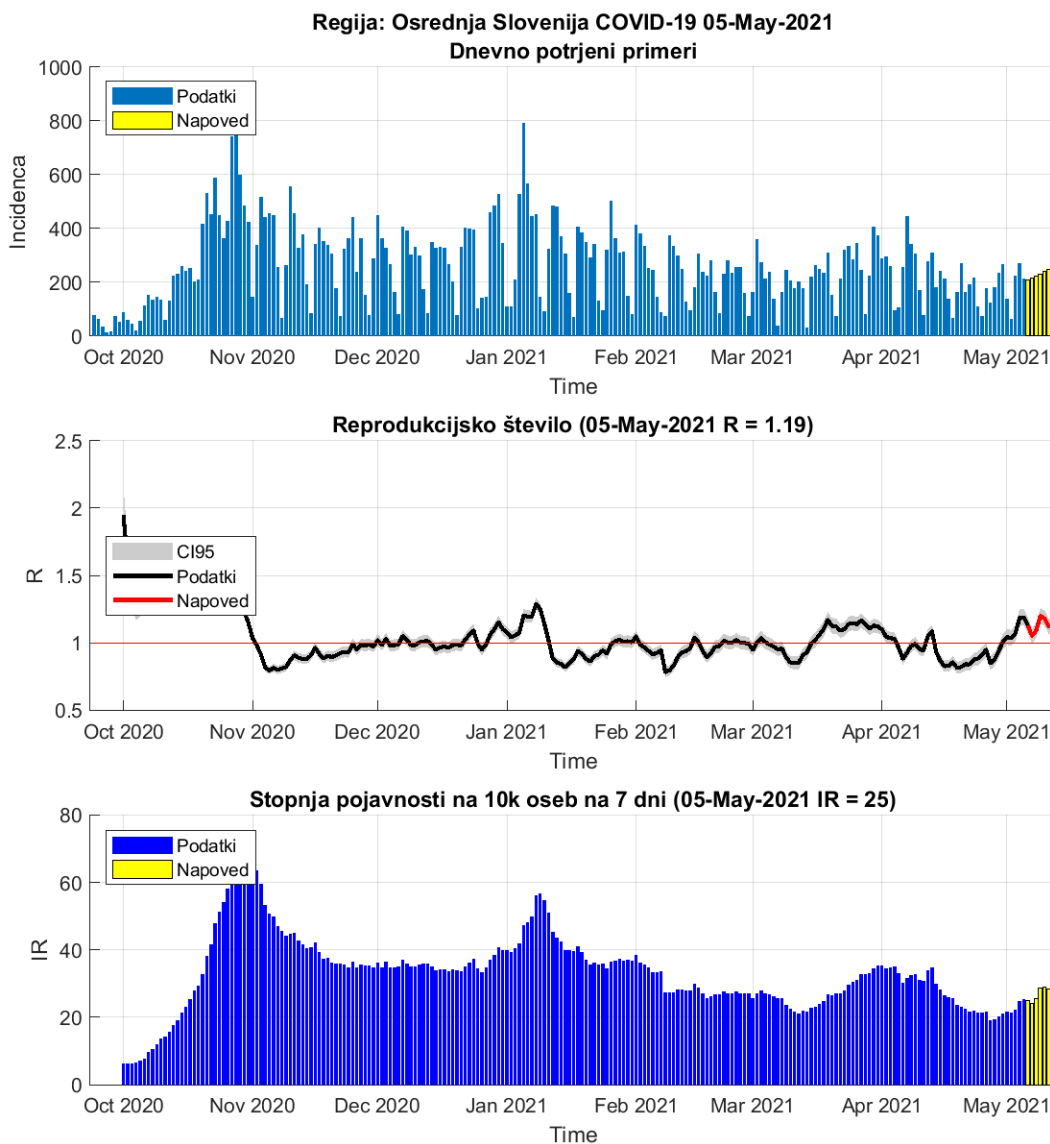 Regija: Osrednja Slovenija COVID-19 05-May-2021
Dnevno potrjeni primeri
1000
800
600
400
200
0
Incidenca
Podatki
Napoved
Oct 2020 Nov 2020 Dec 2020 Jan 2021 Feb 2021 Mar 2021 Apr 2021 May 2021
Time
Reprodukcijsko število (05-May-2021 R = 1.19)
2.5
2
1.5
1
0.5
R
CI95
Podatki
Napoved
Oct 2020 Nov 2020 Dec 2020 Jan 2021 Feb 2021 Mar 2021 Apr 2021 May 2021
Time
Stopnja pojavnosti na 10k oseb na 7 dni (05-May-2021 IR = 25)
80
60
40
20
0
IR
Podatki
Napoved
Oct 2020 Nov 2020 Dec 2020 Jan 2021 Feb 2021 Mar 2021 Apr 2021 May 2021
Time